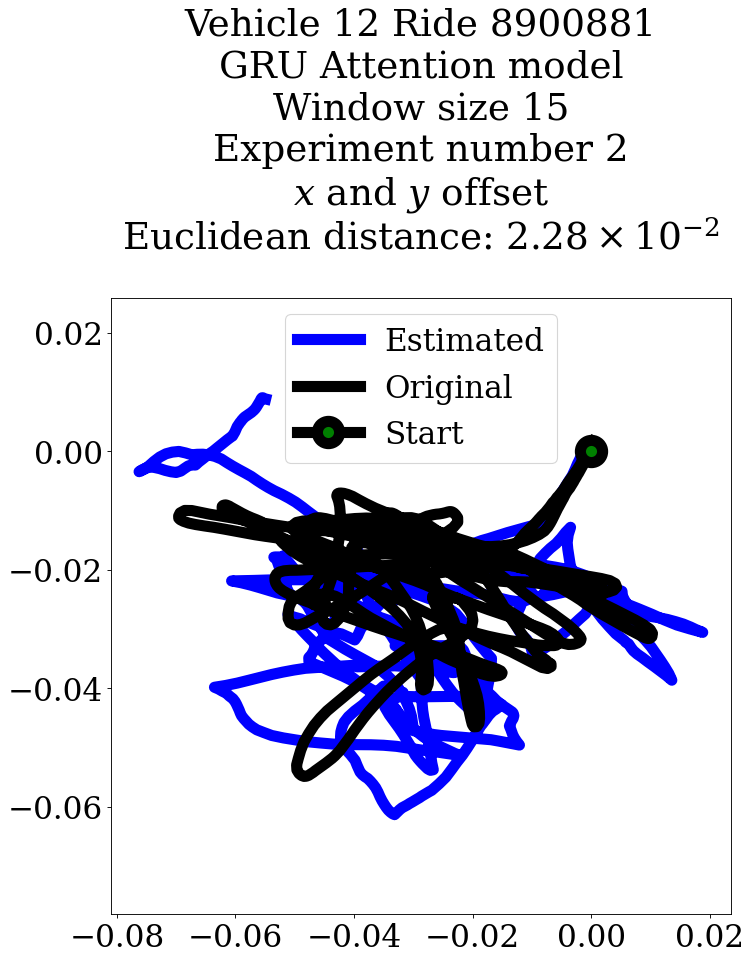 Vehicle 12 Ride 8900881
GRU Attention model
Window size 15
Experiment number 2
x and y offset
Euclidean distance: 2.28 × 10⁻²
Estimated
Original
Start
0.02
0.00
−0.02
−0.04
−0.06
−0.08 −0.06 −0.04 −0.02 0.00 0.02